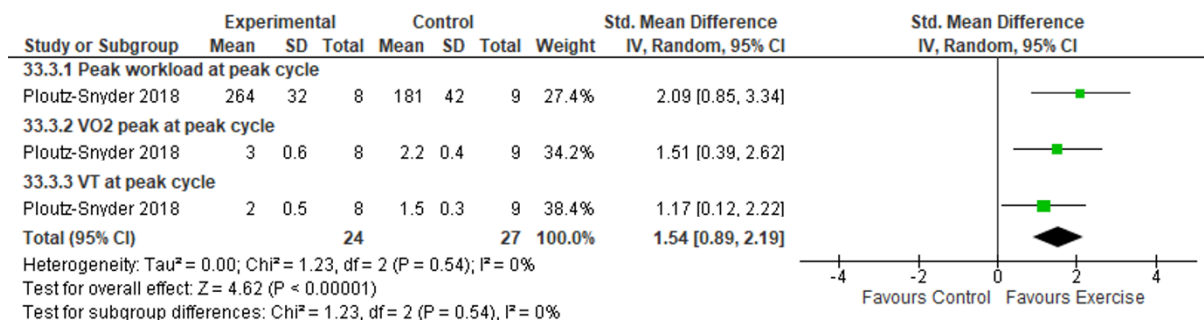 Experimental Control Std. Mean Difference Std. Mean Difference
Study or Subgroup Mean SD Total Mean SD Total Weight IV, Random, 95% CI IV, Random, 95% CI
33.3.1 Peak workload at peak cycle
Ploutz-Snyder 2018 264 32 8 181 42 9 27.4% 2.09 [0.85, 3.34]
33.3.2 VO2 peak at peak cycle
Ploutz-Snyder 2018 3 0.6 8 2.2 0.4 9 34.2% 1.51 [0.39, 2.62]
33.3.3 VT at peak cycle
Ploutz-Snyder 2018 2 0.5 8 1.5 0.3 9 38.4% 1.17 [0.12, 2.22]
Total (95% CI) 24 27 100.0% 1.54 [0.89, 2.19]
Heterogeneity: Tau² = 0.00; Chi² = 1.23, df = 2 (P = 0.54); I² = 0%
Test for overall effect: Z = 4.62 (P < 0.00001)
Test for subgroup differences: Chi² = 1.23, df = 2 (P = 0.54), I² = 0%
-4 -2 0 2 4
Favours Control Favours Exercise